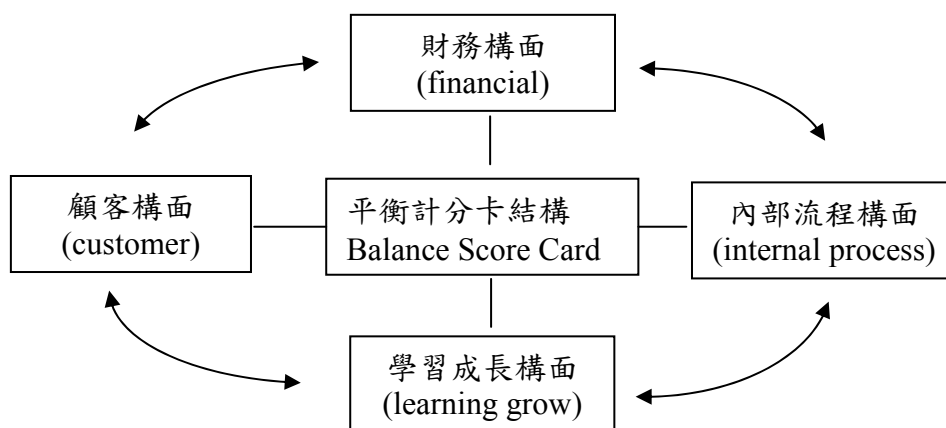 財務構面
(financial)
顧客構面
(customer)
平衡計分卡結構
Balance Score Card
內部流程構面
(internal process)
學習成長構面
(learning grow)